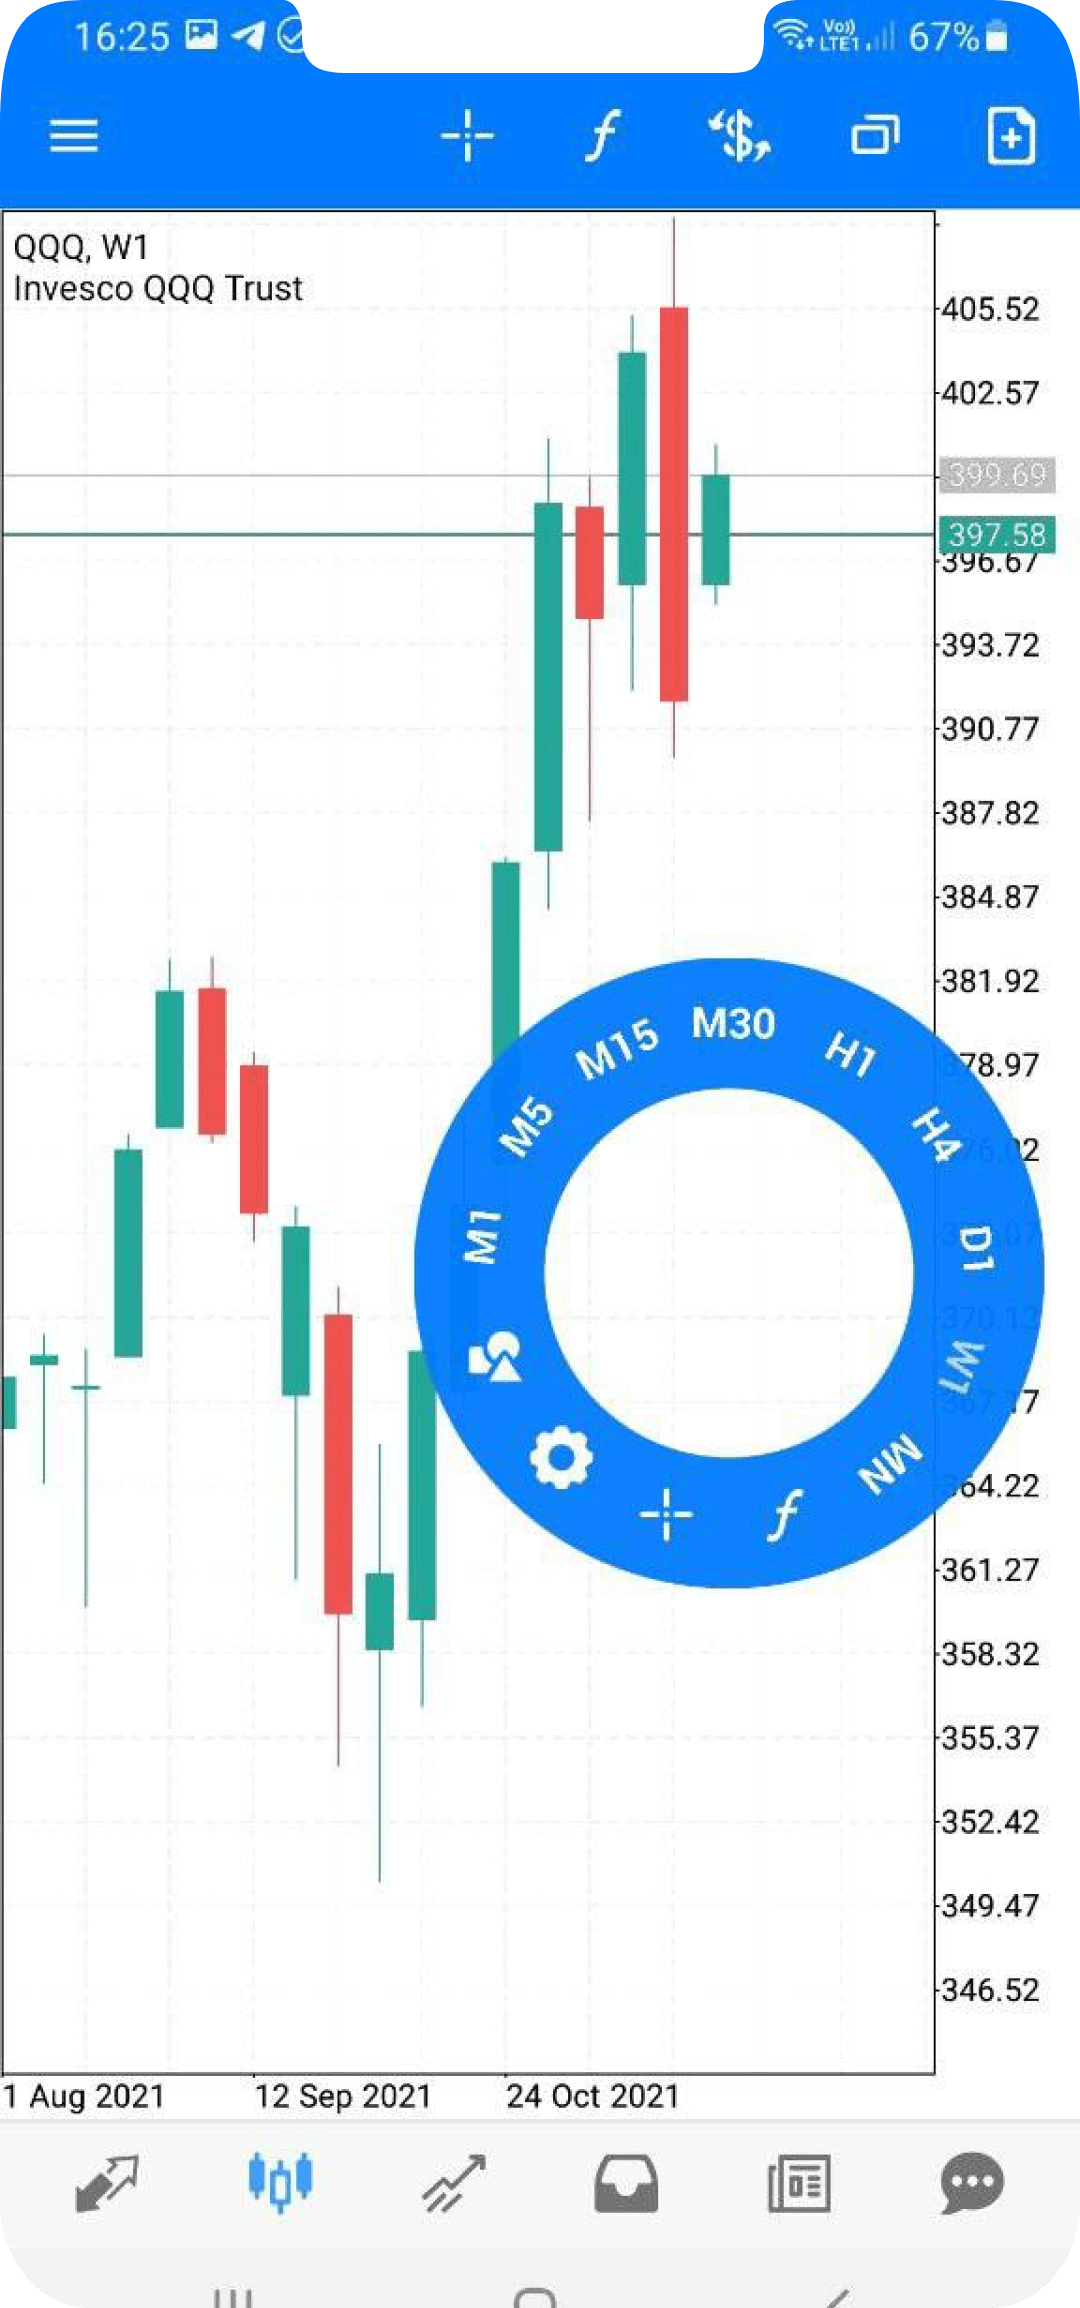 16:25
Vo)) LTE1 67%
QQQ, W1
Invesco QQQ Trust
405.52
402.57
399.69
397.58
396.67
393.72
390.77
387.82
384.87
381.92
378.97
376.02
370.12
367.17
364.22
361.27
358.32
355.37
352.42
349.47
346.52
M1
M5
M15
M30
H1
H4
D1
W1
MN
1 Aug 2021 12 Sep 2021 24 Oct 2021